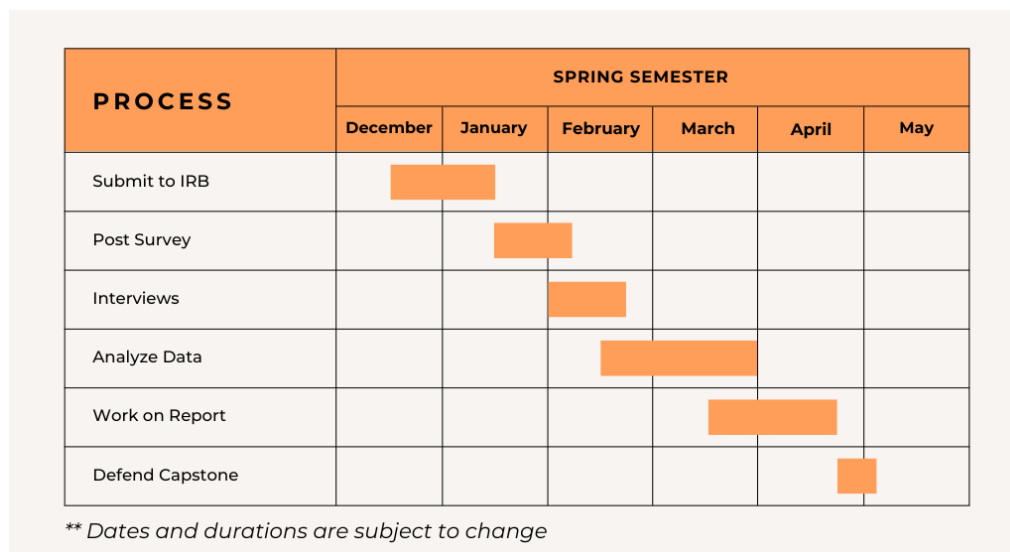 PROCESS
SPRING SEMESTER
December January February March April May
Submit to IRB
Post Survey
Interviews
Analyze Data
Work on Report
Defend Capstone
** Dates and durations are subject to change